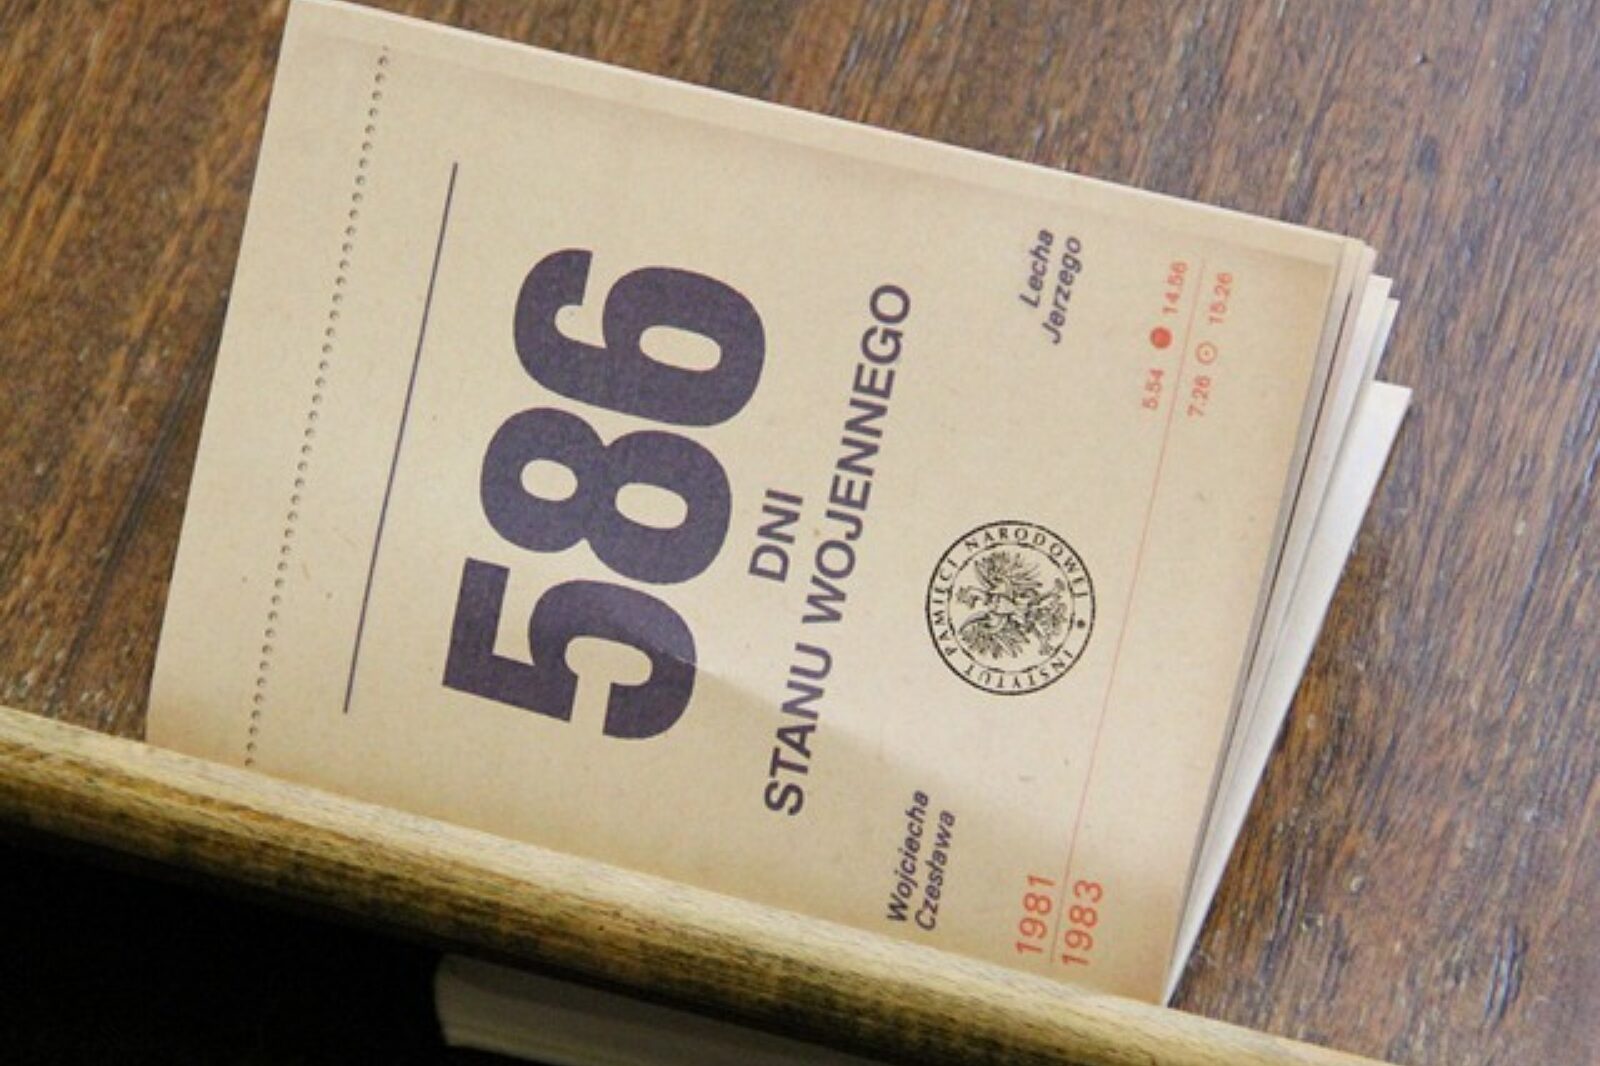 586
DNI
STANU WOJENNEGO
Wojciecha
Czesława
INSTYTUT PAMIĘCI NARODOWEJ
Lecha
Jerzego
1981
5.54 14.56
1983
7.26 15.26